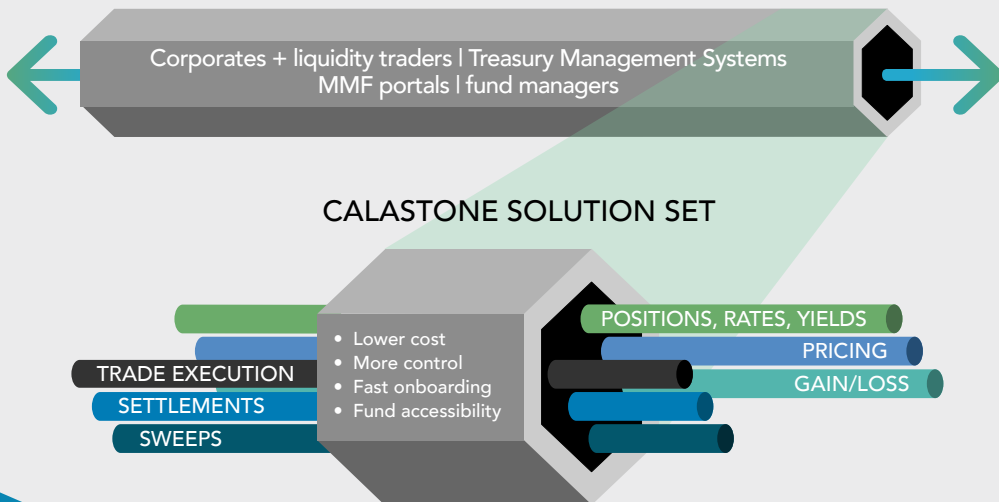 Corporates + liquidity traders | Treasury Management Systems
MMF portals | fund managers
CALASTONE SOLUTION SET
TRADE EXECUTION
SETTLEMENTS
SWEEPS
• Lower cost
• More control
• Fast onboarding
• Fund accessibility
POSITIONS, RATES, YIELDS
PRICING
GAIN/LOSS